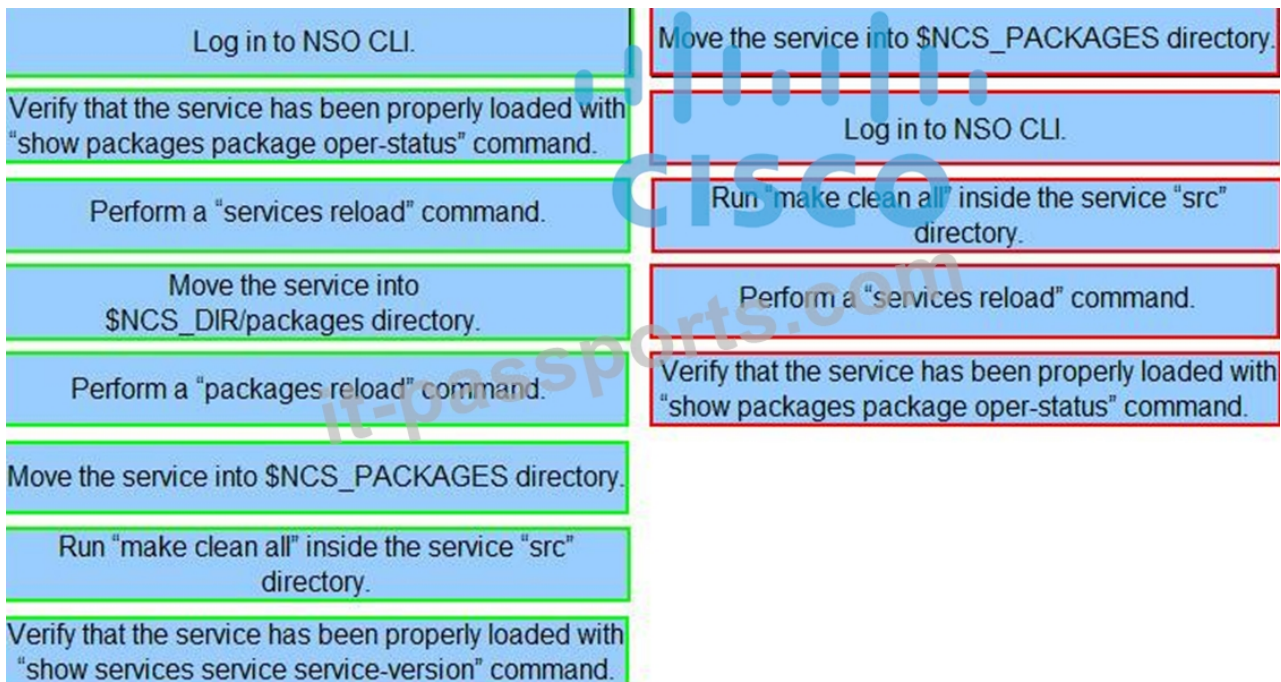 Log in to NSO CLI.
Verify that the service has been properly loaded with
“show packages package oper-status” command.
Perform a “services reload” command.
Move the service into
$NCS_DIR/packages directory.
Perform a “packages reload” command.
Move the service into $NCS_PACKAGES directory.
Run “make clean all” inside the service “src”
directory.
Verify that the service has been properly loaded with
“show services service service-version” command.
Move the service into $NCS_PACKAGES directory.
Log in to NSO CLI.
Run “make clean all” inside the service “src”
directory.
Perform a “services reload” command.
Verify that the service has been properly loaded with
“show packages package oper-status” command.
CISCO
it-passports.com